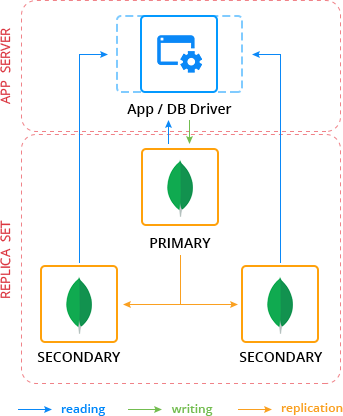 APP SERVER
App / DB Driver
REPLICA SET
PRIMARY
SECONDARY
SECONDARY
reading
writing
replication